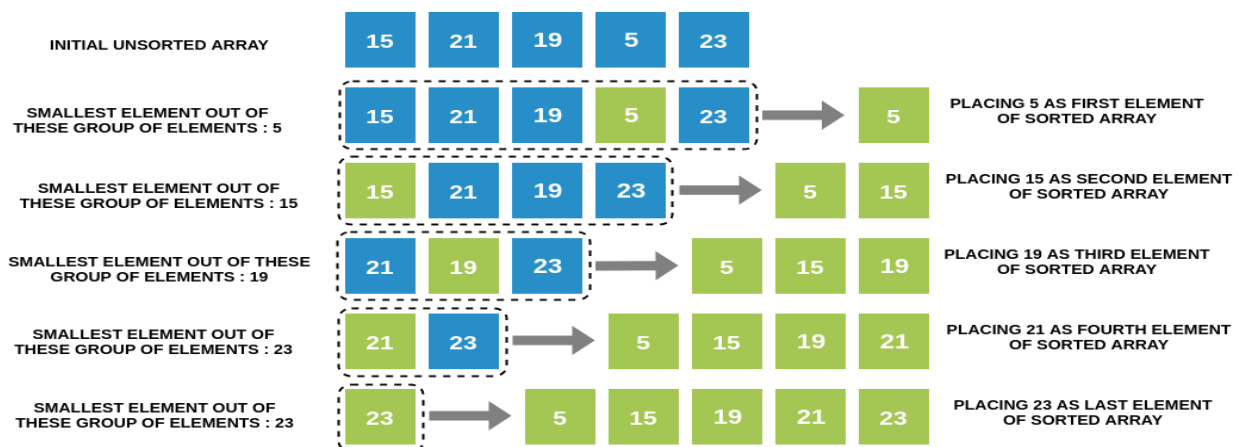 INITIAL UNSORTED ARRAY
15 21 19 5 23
SMALLEST ELEMENT OUT OF
THESE GROUP OF ELEMENTS : 5
15 21 19 5 23
5
PLACING 5 AS FIRST ELEMENT
OF SORTED ARRAY
SMALLEST ELEMENT OUT OF
THESE GROUP OF ELEMENTS : 15
15 21 19 23
5 15
PLACING 15 AS SECOND ELEMENT
OF SORTED ARRAY
SMALLEST ELEMENT OUT OF THESE
GROUP OF ELEMENTS : 19
21 19 23
5 15 19
PLACING 19 AS THIRD ELEMENT
OF SORTED ARRAY
SMALLEST ELEMENT OUT OF
THESE GROUP OF ELEMENTS : 23
21 23
5 15 19 21
PLACING 21 AS FOURTH ELEMENT
OF SORTED ARRAY
SMALLEST ELEMENT OUT OF
THESE GROUP OF ELEMENTS : 23
23
5 15 19 21 23
PLACING 23 AS LAST ELEMENT
OF SORTED ARRAY